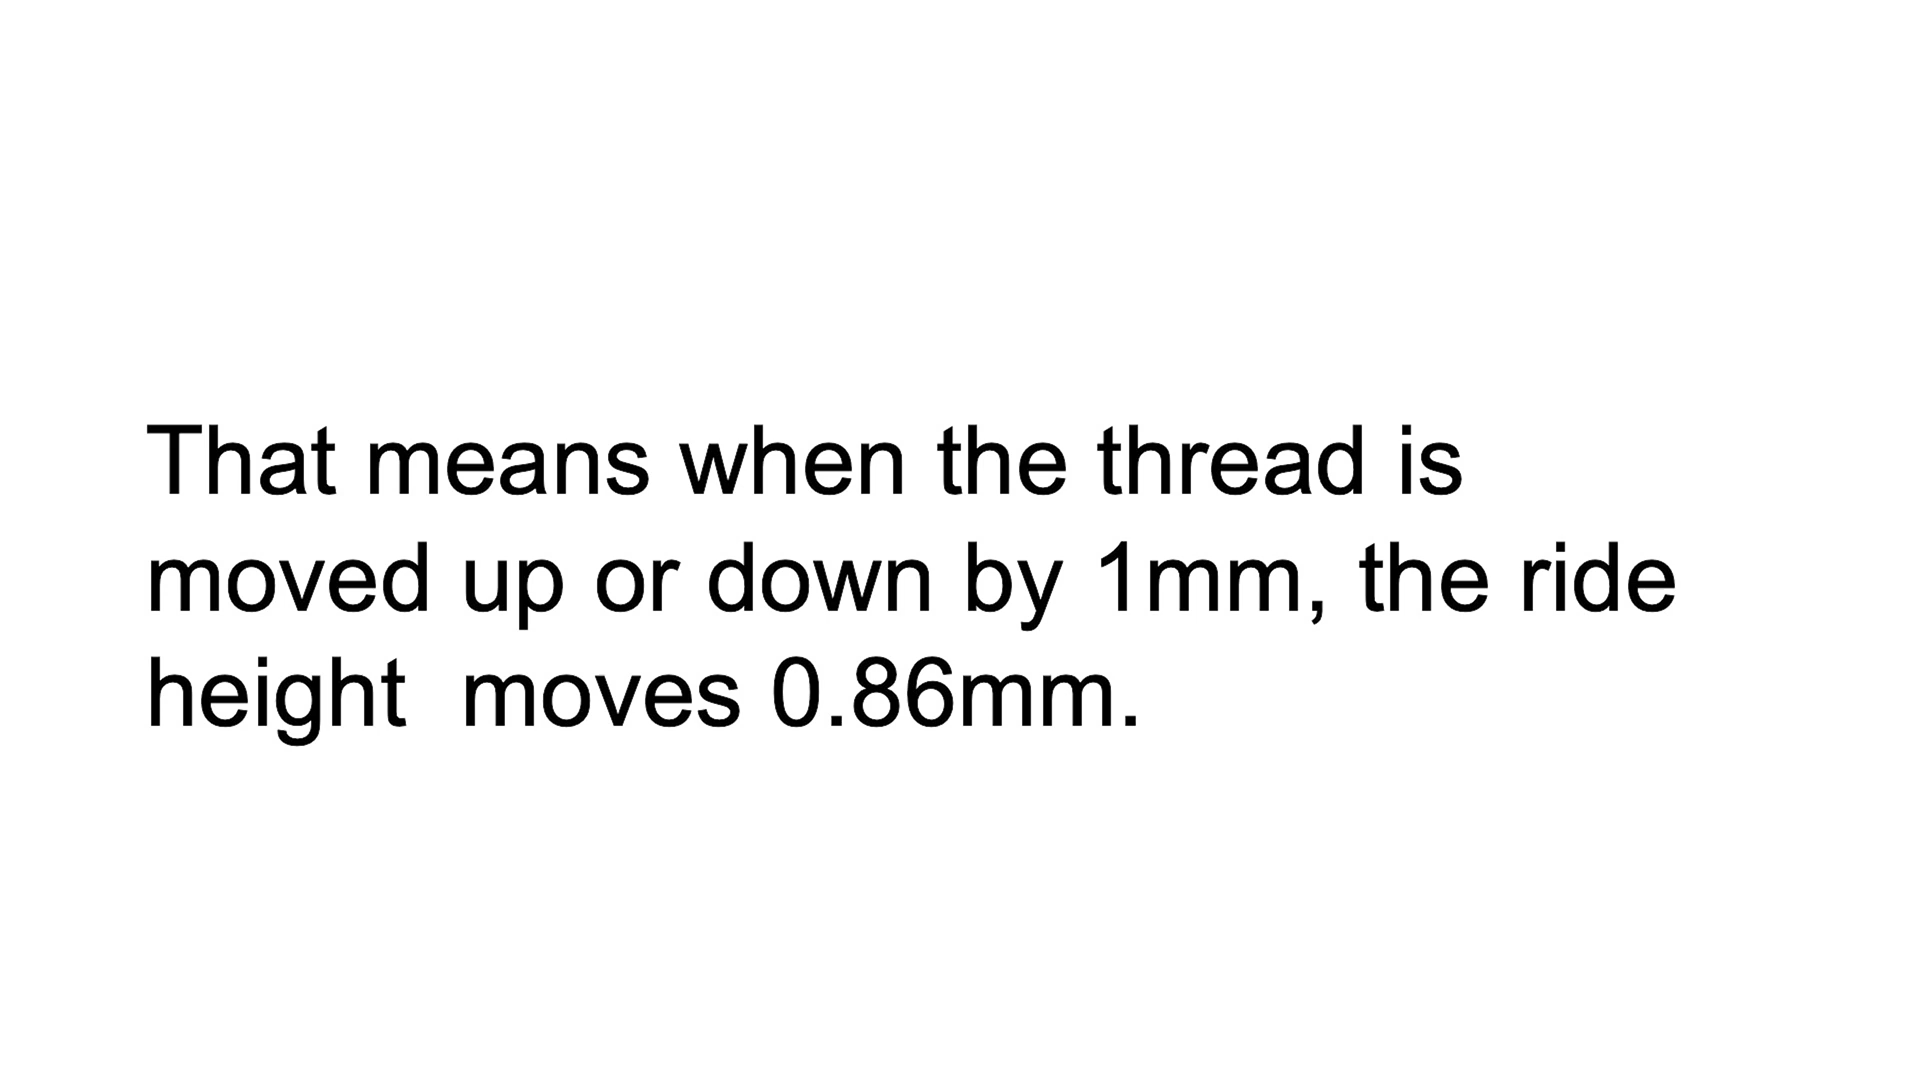 That means when the thread is
moved up or down by 1mm, the ride
height  moves 0.86mm.